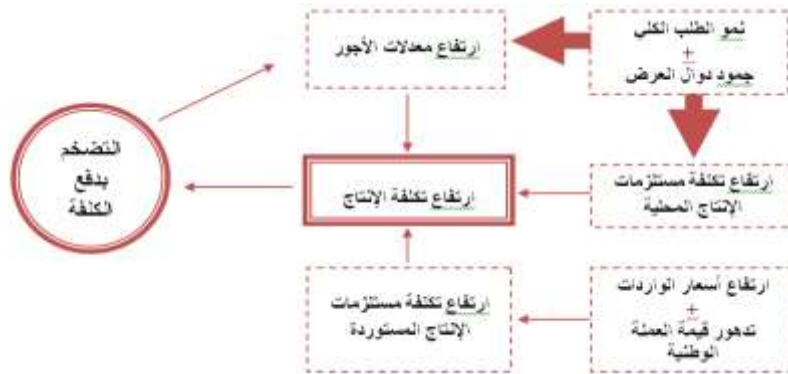 نمو الطلب الكلي
+
جمود دوال العرض
ارتفاع معدلات الأجور
التضخم
بدفع
الكلفة
ارتفاع تكلفة الإنتاج
ارتفاع تكلفة مستلزمات
الإنتاج المحلية
ارتفاع أسعار الواردات
+
تدهور قيمة العملة
الوطنية
ارتفاع تكلفة مستلزمات
الإنتاج المستوردة